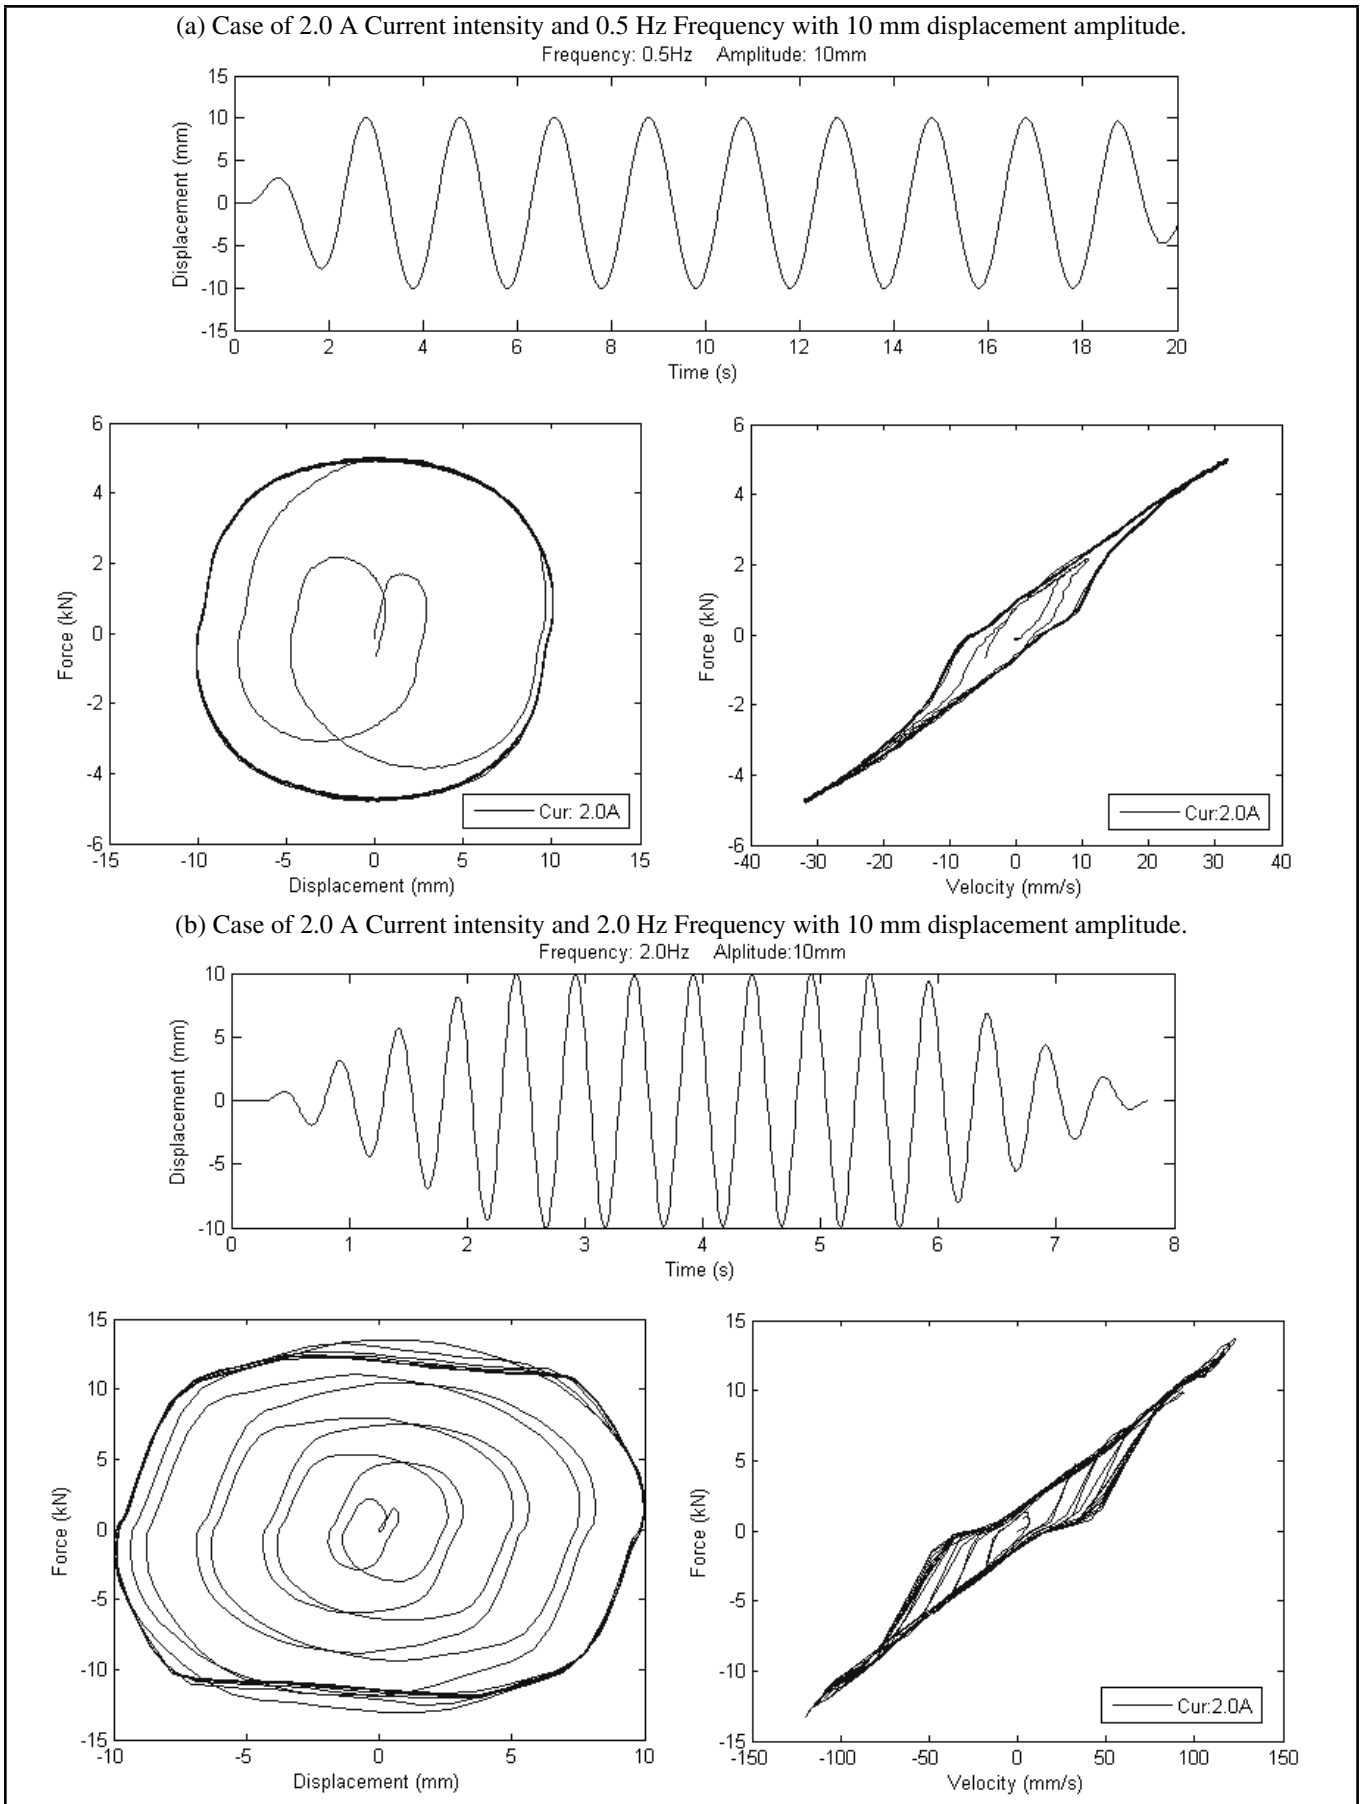 (a) Case of 2.0 A Current intensity and 0.5 Hz Frequency with 10 mm displacement amplitude.
Frequency: 0.5Hz Amplitude: 10mm
15
10
5
0
-5
-10
-15
Displacement (mm)
0 2 4 6 8 10 12 14 16 18 20
Time (s)
6
4
2
0
-2
-4
-6
Force (kN)
Cur: 2.0A
-15 -10 -5 0 5 10 15
Displacement (mm)
6
4
2
0
-2
-4
-6
Force (kN)
Cur:2.0A
-40 -30 -20 -10 0 10 20 30 40
Velocity (mm/s)
(b) Case of 2.0 A Current intensity and 2.0 Hz Frequency with 10 mm displacement amplitude.
Frequency: 2.0Hz Alplitude:10mm
10
5
0
-5
-10
Displacement (mm)
0 1 2 3 4 5 6 7 8
Time (s)
15
10
5
0
-5
-10
-15
Force (kN)
-10 -5 0 5 10
Displacement (mm)
15
10
5
0
-5
-10
-15
Force (kN)
Cur:2.0A
-150 -100 -50 0 50 100 150
Velocity (mm/s)